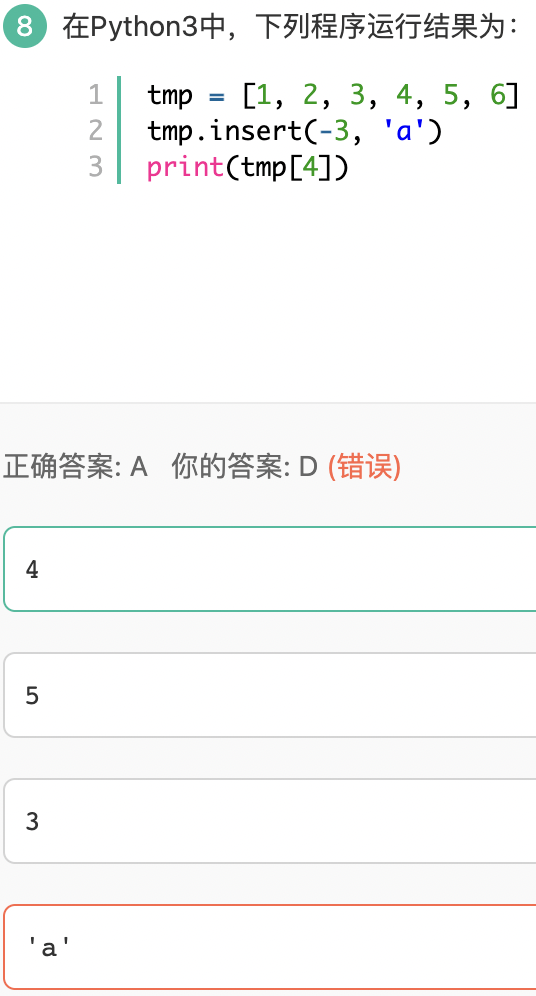 8 在Python3中，下列程序运行结果为：
1 tmp = [1, 2, 3, 4, 5, 6]
2 tmp.insert(-3, 'a')
3 print(tmp[4])
正确答案: A 你的答案: D (错误)
4
5
3
'a'